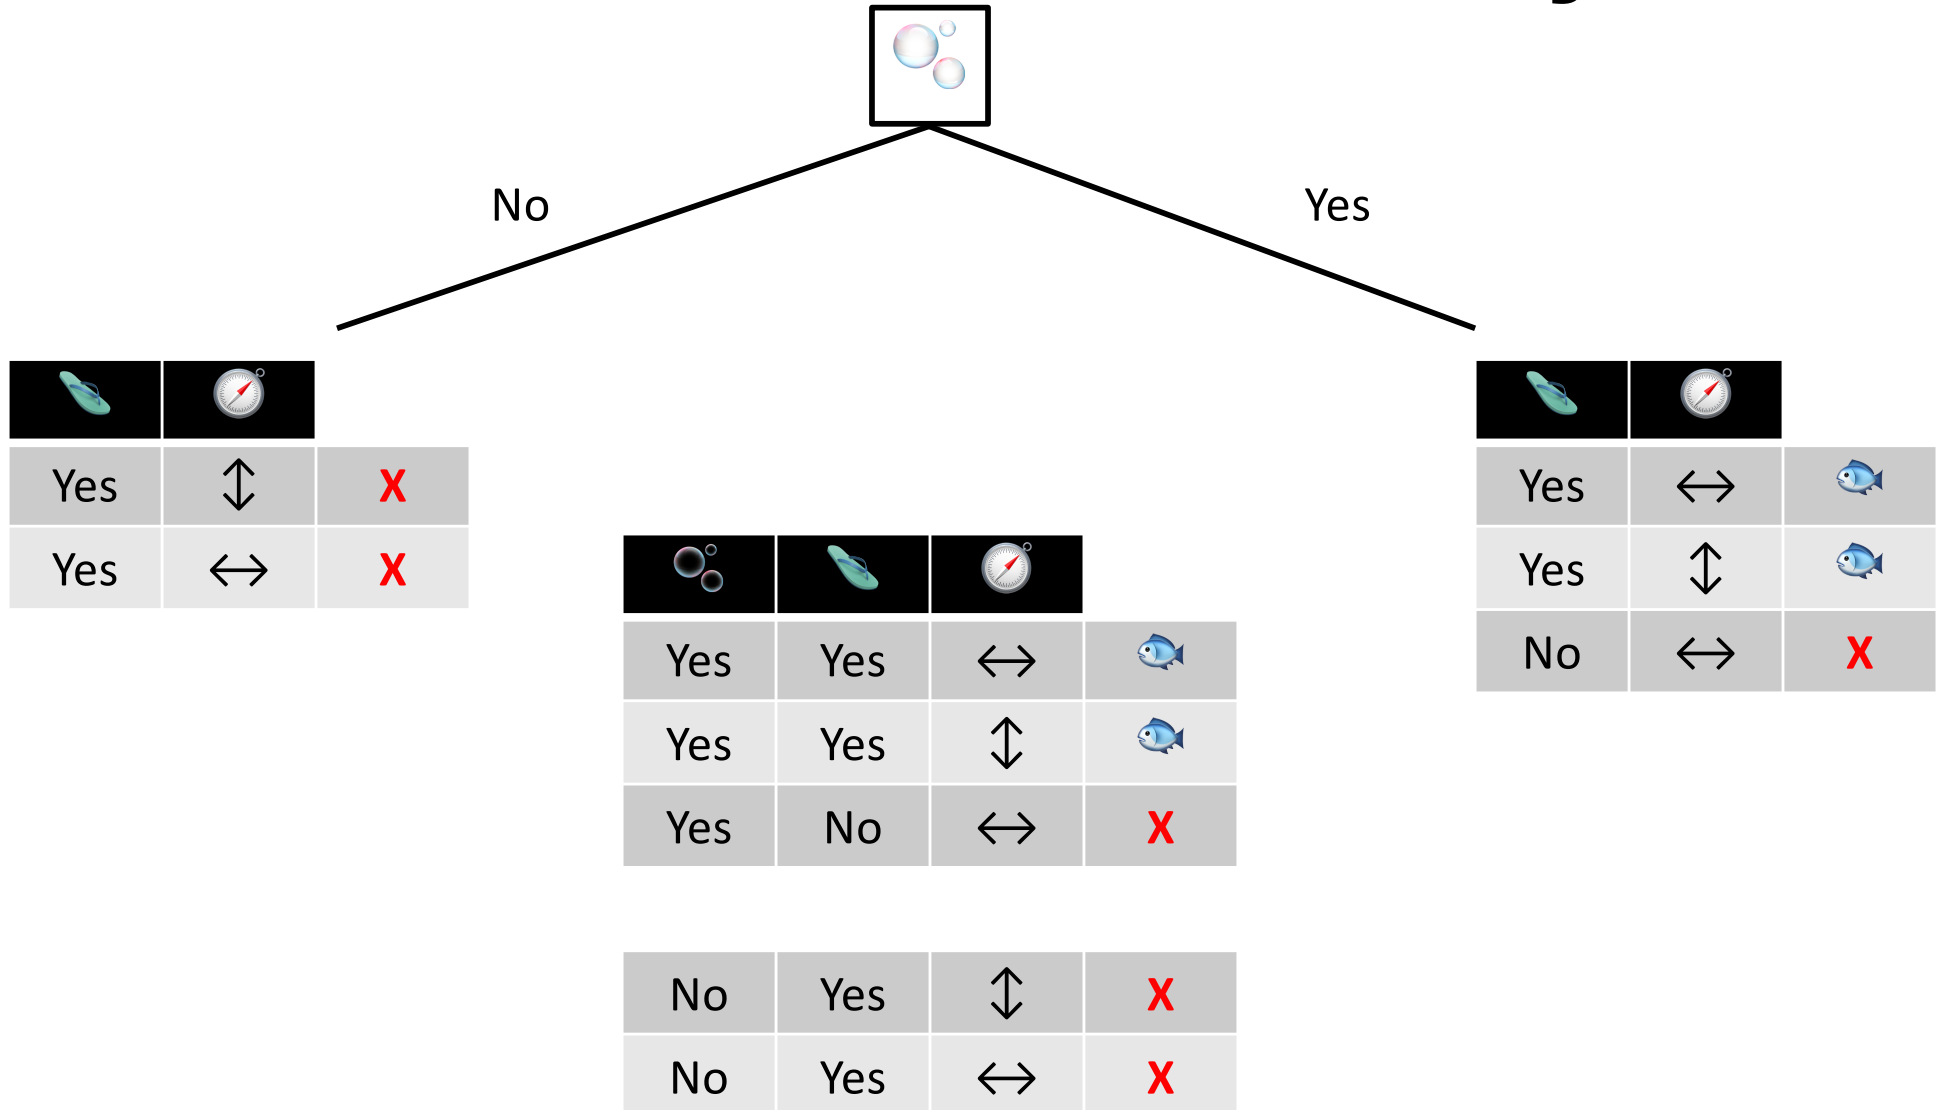 No Yes
Yes ↕ X
Yes ↔ X
Yes Yes ↔
Yes Yes ↕
Yes No ↔ X
No Yes ↕ X
No Yes ↔ X
Yes ↔
Yes ↕
No ↔ X